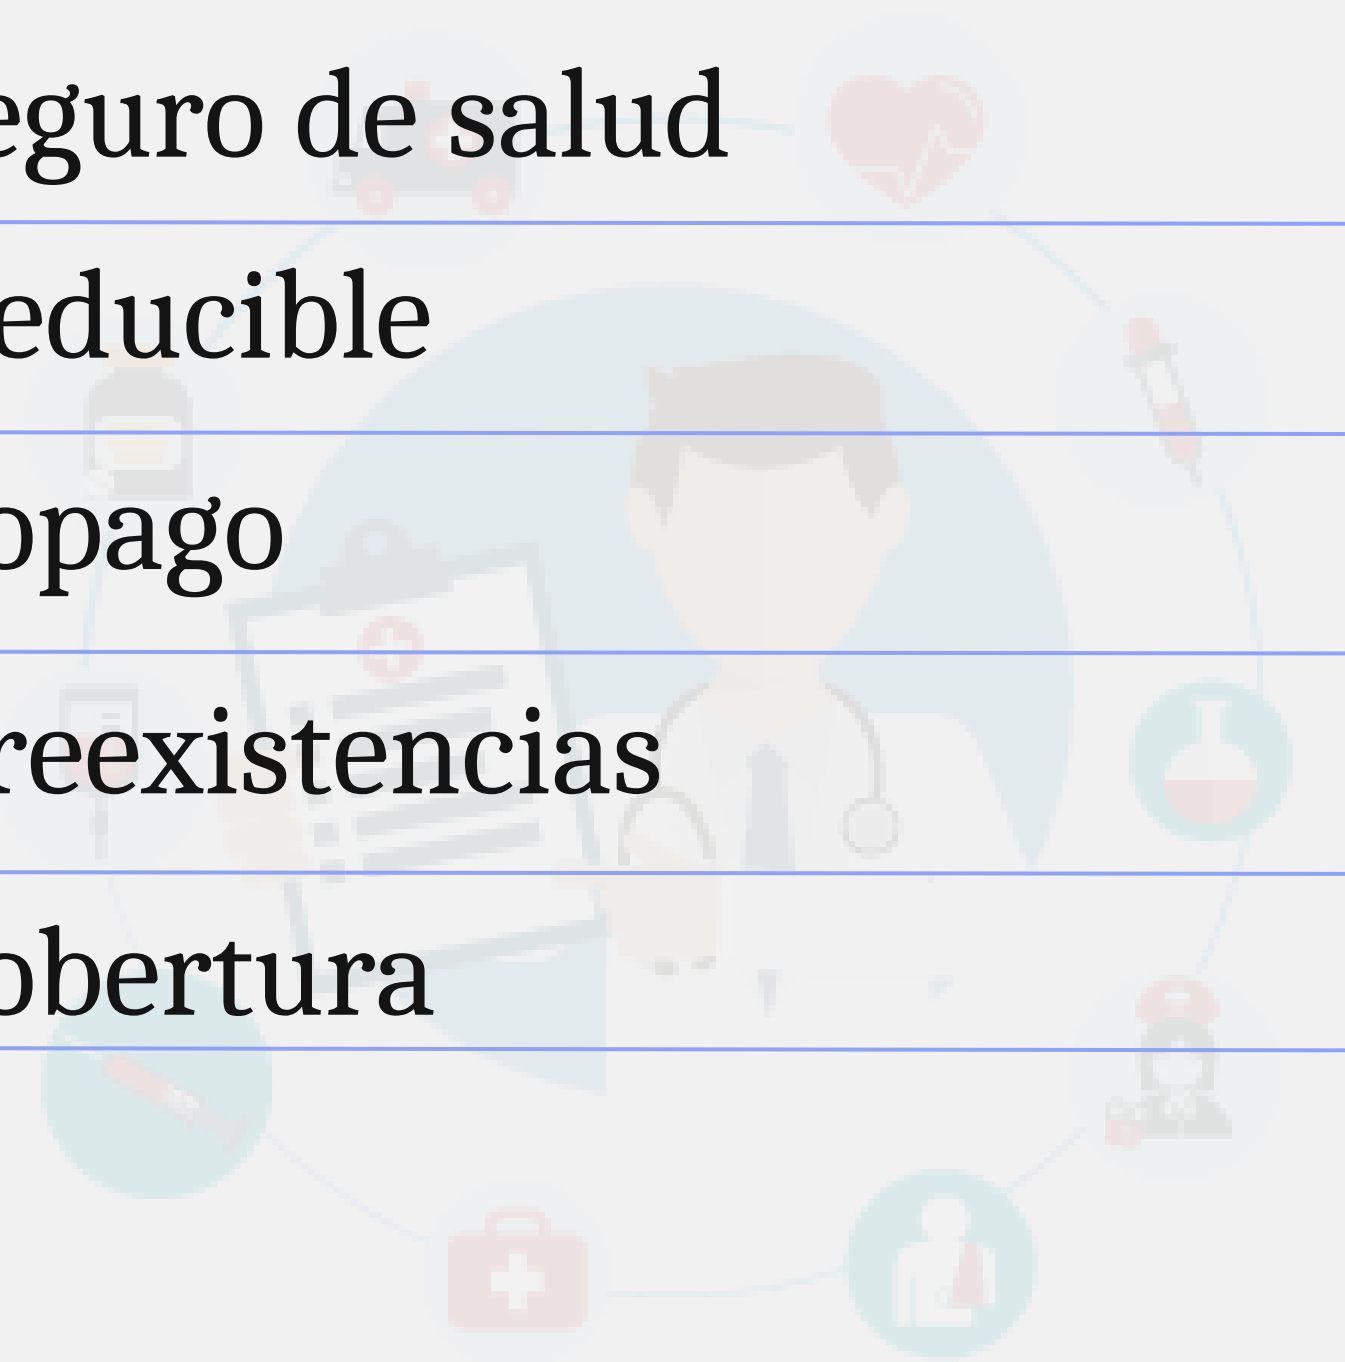 eguro de salud
educible
opago
reexistencias
obertura